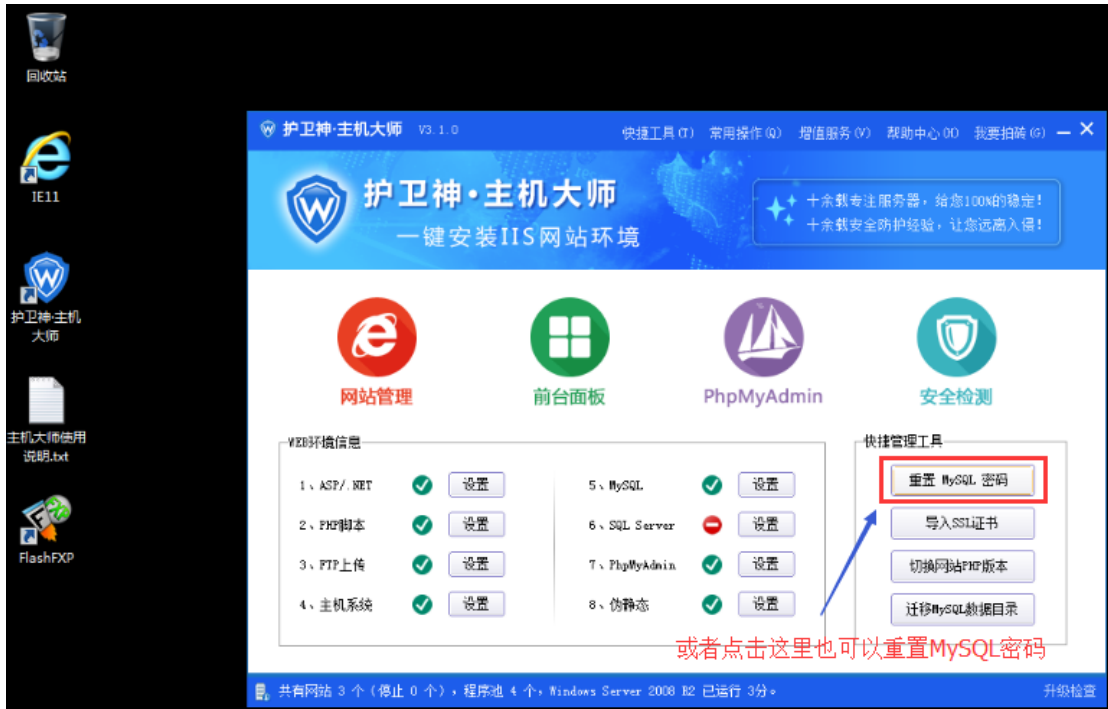 回收站
IE11
护卫神·主机
大师
主机大师使用
说明.txt
FlashFXP
护卫神·主机大师 V3.1.0
快捷工具(T) 常用操作(Q) 增值服务(V) 帮助中心(H) 我要拍砖(G)
护卫神·主机大师
一键安装IIS网站环境
十余载专注服务器，给您100%的稳定！
十余载安全防护经验，让您远离入侵！
网站管理
前台面板
PhpMyAdmin
安全检测
WEB环境信息
1、ASP/.NET 设置
2、PHP脚本 设置
3、FTP上传 设置
4、主机系统 设置
5、MySQL 设置
6、SQL Server 设置
7、PhpMyAdmin 设置
8、伪静态 设置
快捷管理工具
重置 MySQL 密码
导入SSL证书
切换网站PHP版本
迁移MySQL数据目录
或者点击这里也可以重置MySQL密码
共有网站 3 个（停止 0 个），程序池 4 个，Windows Server 2008 R2 已运行 3分。
升级检查